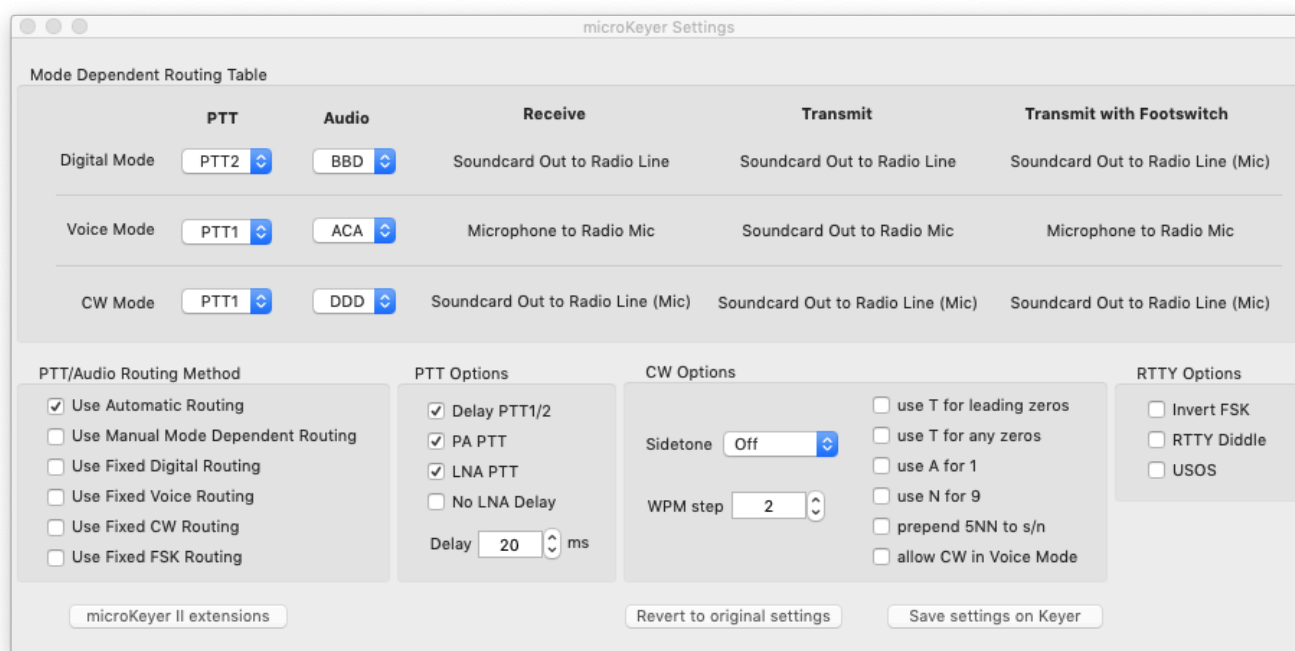 microKeyer Settings
Mode Dependent Routing Table
PTT Audio Receive Transmit Transmit with Footswitch
Digital Mode PTT2 BBD Soundcard Out to Radio Line Soundcard Out to Radio Line Soundcard Out to Radio Line (Mic)
Voice Mode PTT1 ACA Microphone to Radio Mic Soundcard Out to Radio Mic Microphone to Radio Mic
CW Mode PTT1 DDD Soundcard Out to Radio Line (Mic) Soundcard Out to Radio Line (Mic) Soundcard Out to Radio Line (Mic)
PTT/Audio Routing Method
Use Automatic Routing
Use Manual Mode Dependent Routing
Use Fixed Digital Routing
Use Fixed Voice Routing
Use Fixed CW Routing
Use Fixed FSK Routing
PTT Options
Delay PTT1/2
PA PTT
LNA PTT
No LNA Delay
Delay 20 ms
CW Options
Sidetone Off
WPM step 2
use T for leading zeros
use T for any zeros
use A for 1
use N for 9
prepend 5NN to s/n
allow CW in Voice Mode
RTTY Options
Invert FSK
RTTY Diddle
USOS
microKeyer II extensions
Revert to original settings
Save settings on Keyer